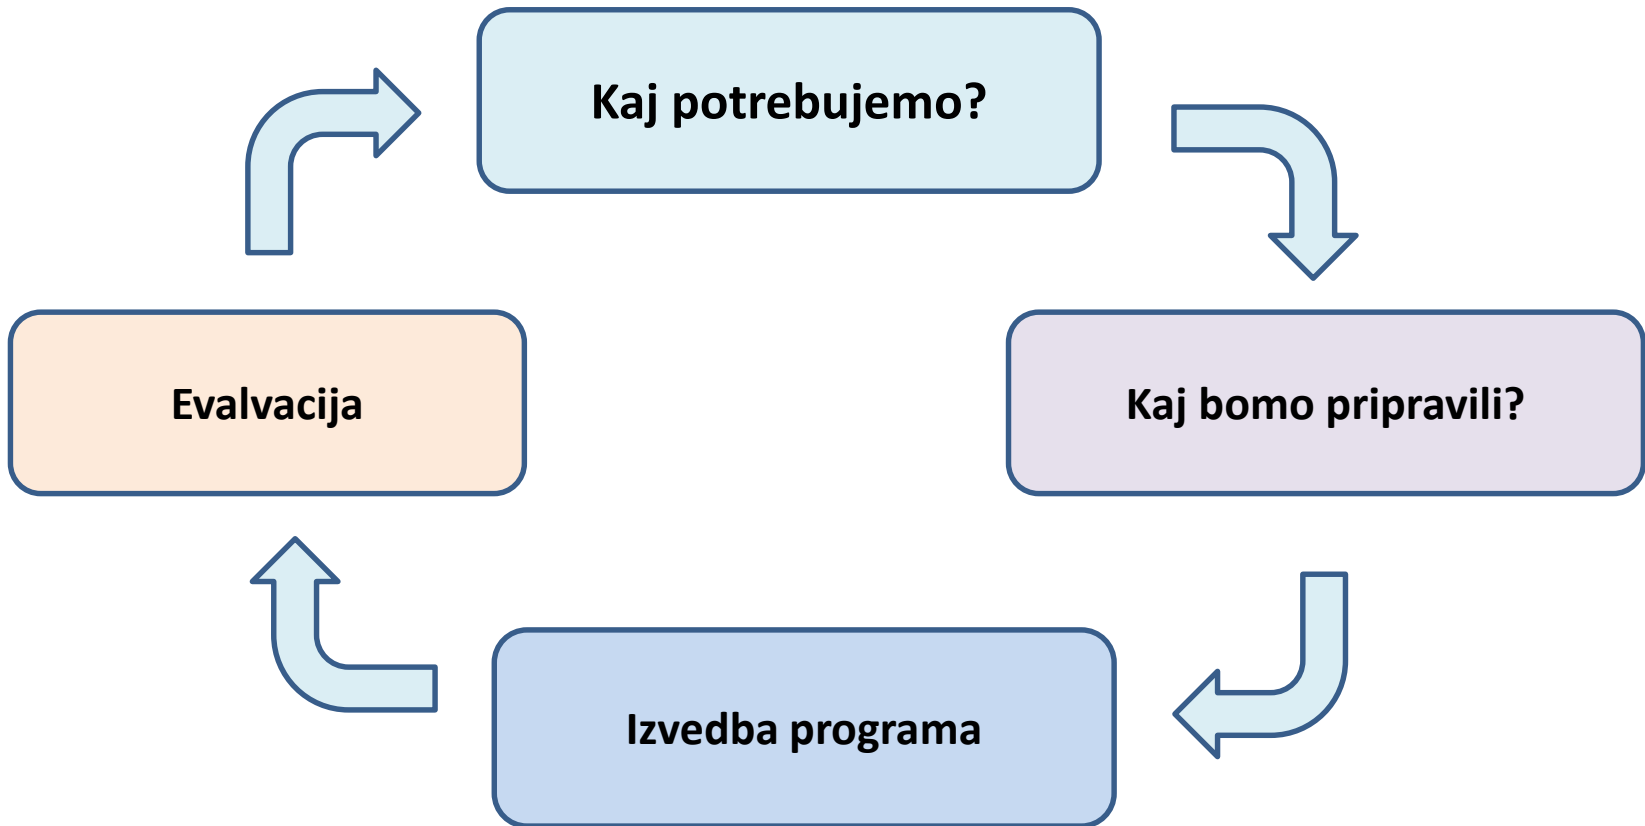 Kaj potrebujemo?
Evalvacija
Kaj bomo pripravili?
Izvedba programa